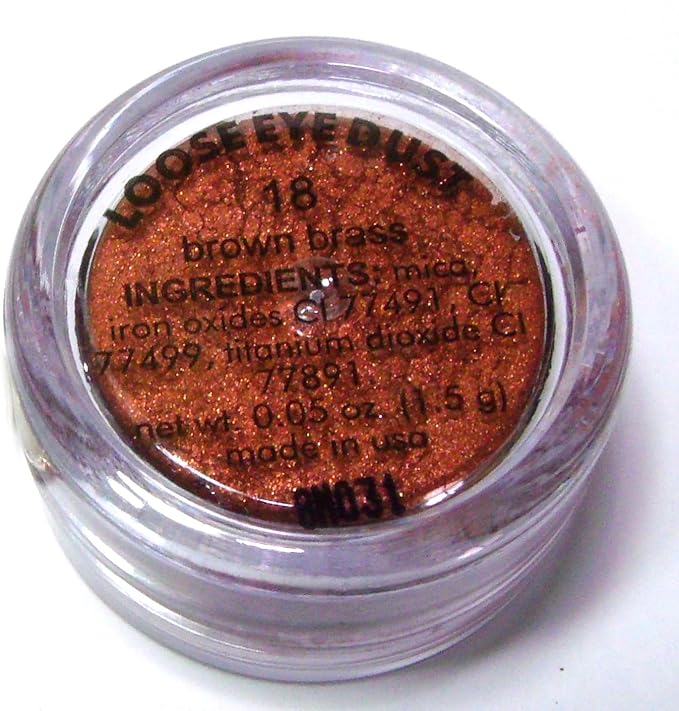 LOOSE EYE DUST
18
brown brass
INGREDIENTS: mica,
iron oxides CI 77491, CI
77499, titanium dioxide CI
77891.
net wt. 0.05 oz. (1.5 g)
made in usa